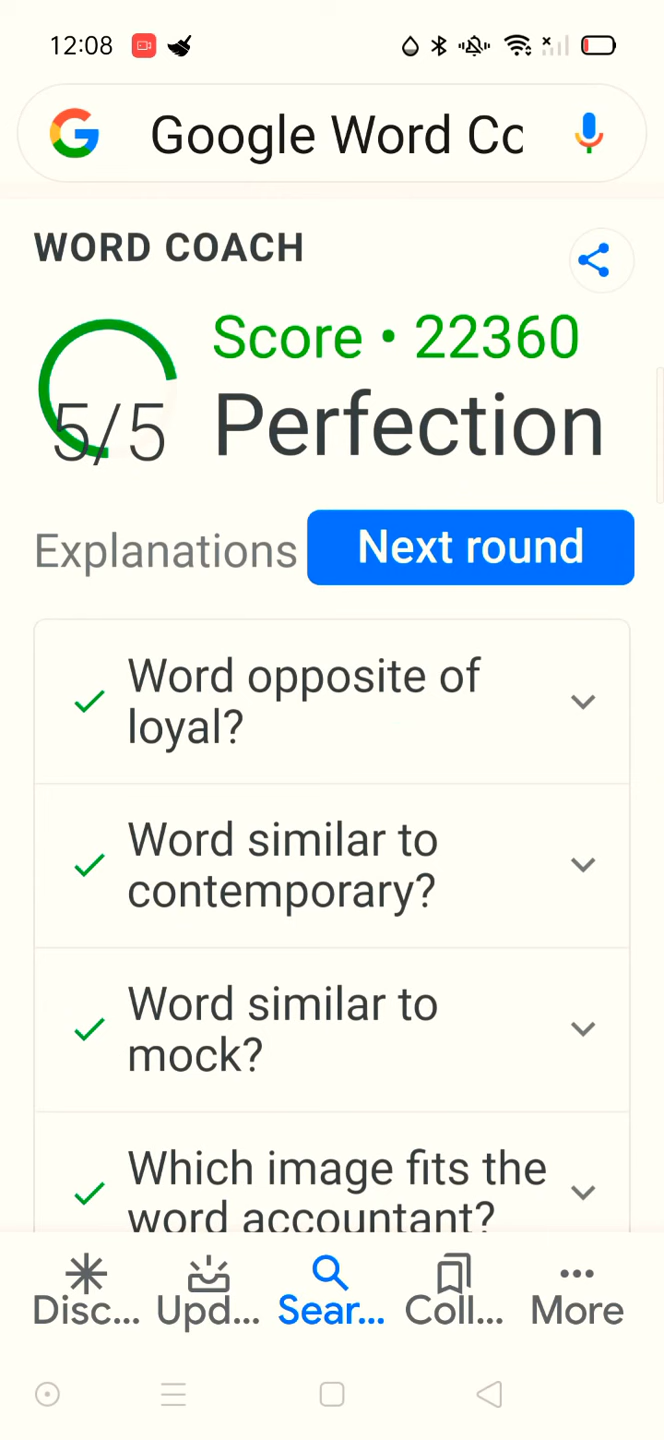 12:08
Google Word Co
WORD COACH
Score • 22360
5/5
Perfection
Explanations
Next round
Word opposite of
loyal?
Word similar to
contemporary?
Word similar to
mock?
Which image fits the
word accountant?
Disc... Upd... Sear... Coll... More